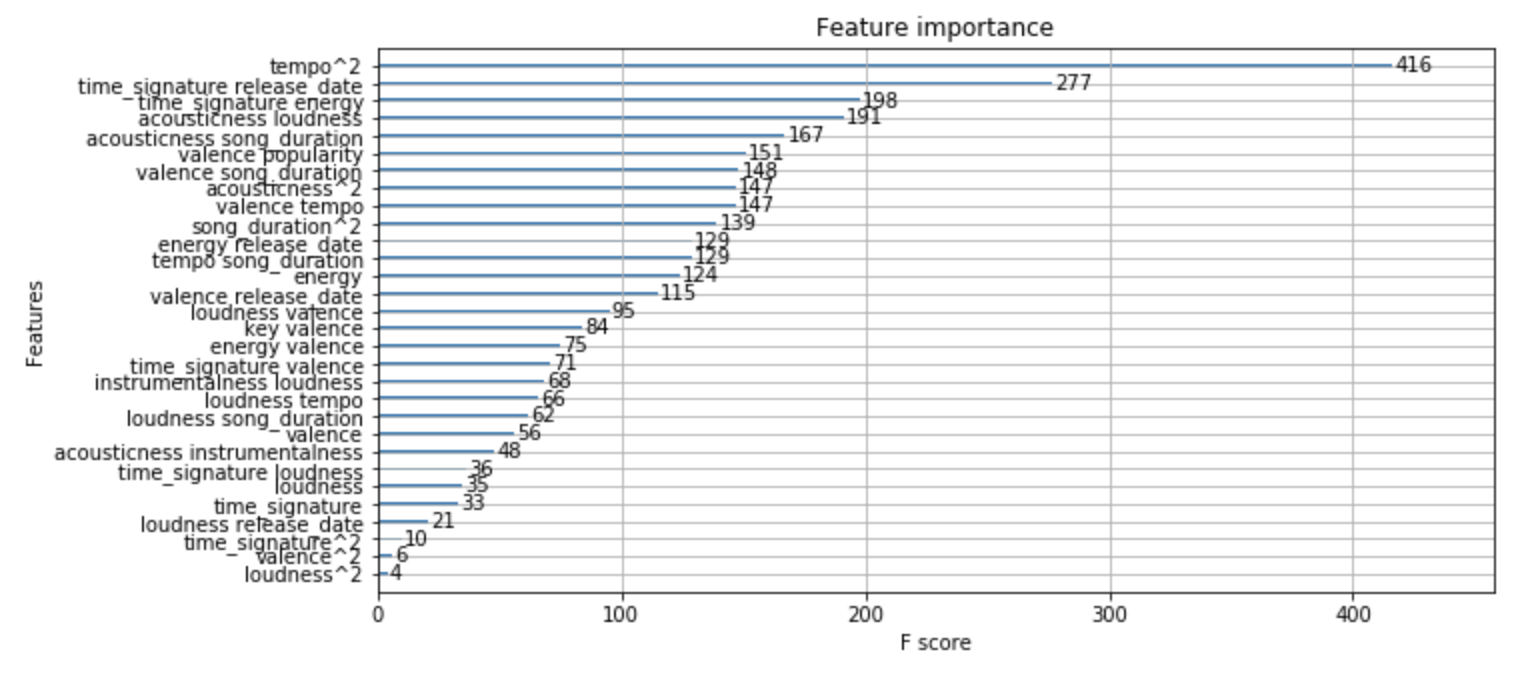 Feature importance
Features
tempo^2 416
time_signature release_date 277
time_signature energy 198
acousticness loudness 191
acousticness song_duration 167
valence popularity 151
valence song_duration 148
acousticness^2 147
valence tempo 147
song_duration^2 139
energy release_date 129
tempo song_duration 129
energy 124
valence release_date 115
loudness valence 95
key valence 84
energy valence 75
time_signature valence 71
instrumentalness loudness 68
loudness tempo 66
loudness song_duration 62
valence 56
acousticness instrumentalness 48
time_signature loudness 36
loudness 35
time_signature 33
loudness release_date 21
time_signature^2 10
valence^2 6
loudness^2 4
0 100 200 300 400
F score